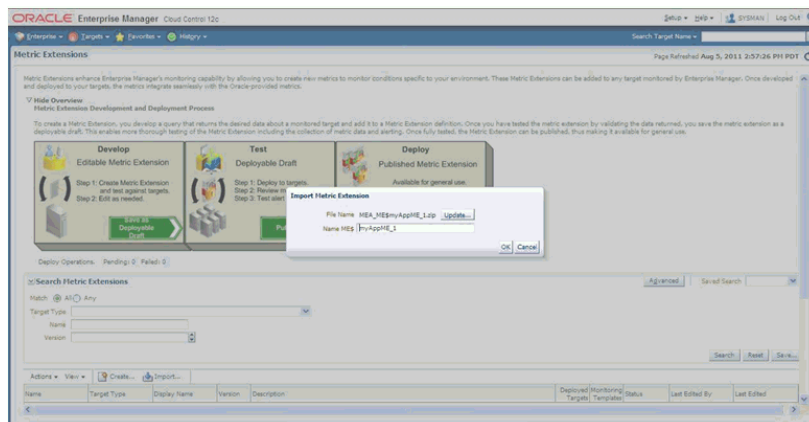 ORACLE Enterprise Manager Cloud Control 12c
Setup Help SYSMAN Log Out
Enterprise Targets Favorites History Search Target Name
Metric Extensions
Page Refreshed Aug 5, 2011 2:57:26 PM PDT
Metric Extensions enhance Enterprise Manager's monitoring capability by allowing you to create new metrics to monitor conditions specific to your environment. These Metric Extensions can be added to any target monitored by Enterprise Manager. Once developed
and deployed to your targets, the metrics integrate seamlessly with the Oracle-provided metrics.
Hide Overview
Metric Extension Development and Deployment Process
To create a Metric Extension, you develop a query that returns the desired data about a monitored target and add it to a Metric Extension definition. Once you have tested the metric extension by validating the data returned, you save the metric extension as a
deployable draft. This enables more thorough testing of the Metric Extension including the collection of metric data and alerting. Once fully tested, the Metric Extension can be published, thus making it available for general use.
Develop
Editable Metric Extension
Step 1: Create Metric Extension
and test against targets.
Step 2: Edit as needed.
Save as
Deployable
Draft
Test
Deployable Draft
Step 1: Deploy to targets.
Step 2: Review m
Step 3: Test alert
Pu
Deploy
Published Metric Extension
Available for general use.
Import Metric Extension
File Name MEA_ME$myAppME_1.zip Update...
Name ME$ myAppME_1
OK Cancel
Deploy Operations. Pending: 0 Failed: 0
Search Metric Extensions
Advanced Saved Search
Match All Any
Target Type
Name
Version
Search Reset Save...
Actions View Create... Import...
Name Target Type Display Name Version Description Deployed Targets Monitoring Templates Status Last Edited By Last Edited